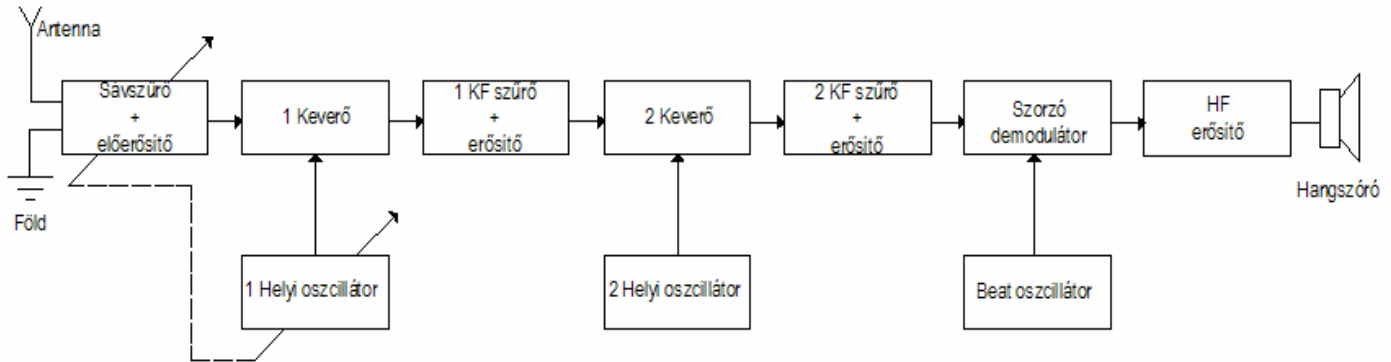 Antenna
Sávszűrő
+
előerősítő
Föld
1 Keverő
1 KF szűrő
+
erősítő
2 Keverő
2 KF szűrő
+
erősítő
Szorzó
demodulátor
HF
erősítő
Hangszóró
1 Helyi oszcillátor
2 Helyi oszcillátor
Beat oszcillátor